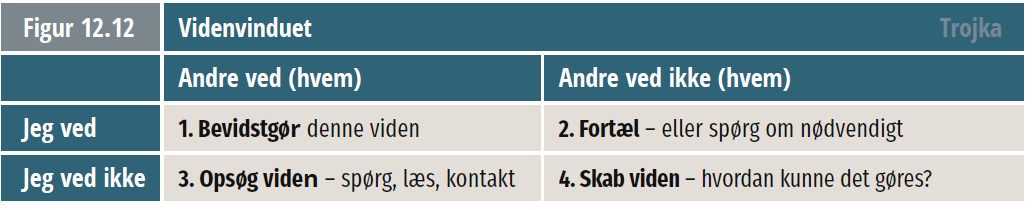 Figur 12.12 Videnvinduet Trojka
Andre ved (hvem) Andre ved ikke (hvem)
Jeg ved 1. Bevidstgør denne viden 2. Fortæl – eller spørg om nødvendigt
Jeg ved ikke 3. Opsøg viden – spørg, læs, kontakt 4. Skab viden – hvordan kunne det gøres?